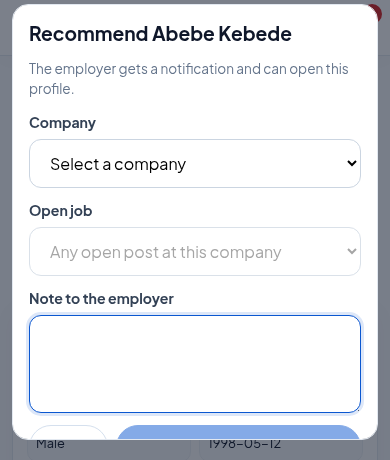 Recommend Abebe Kebede
The employer gets a notification and can open this
profile.
Company
Select a company
Open job
Any open post at this company
Note to the employer
Male
1998-05-12